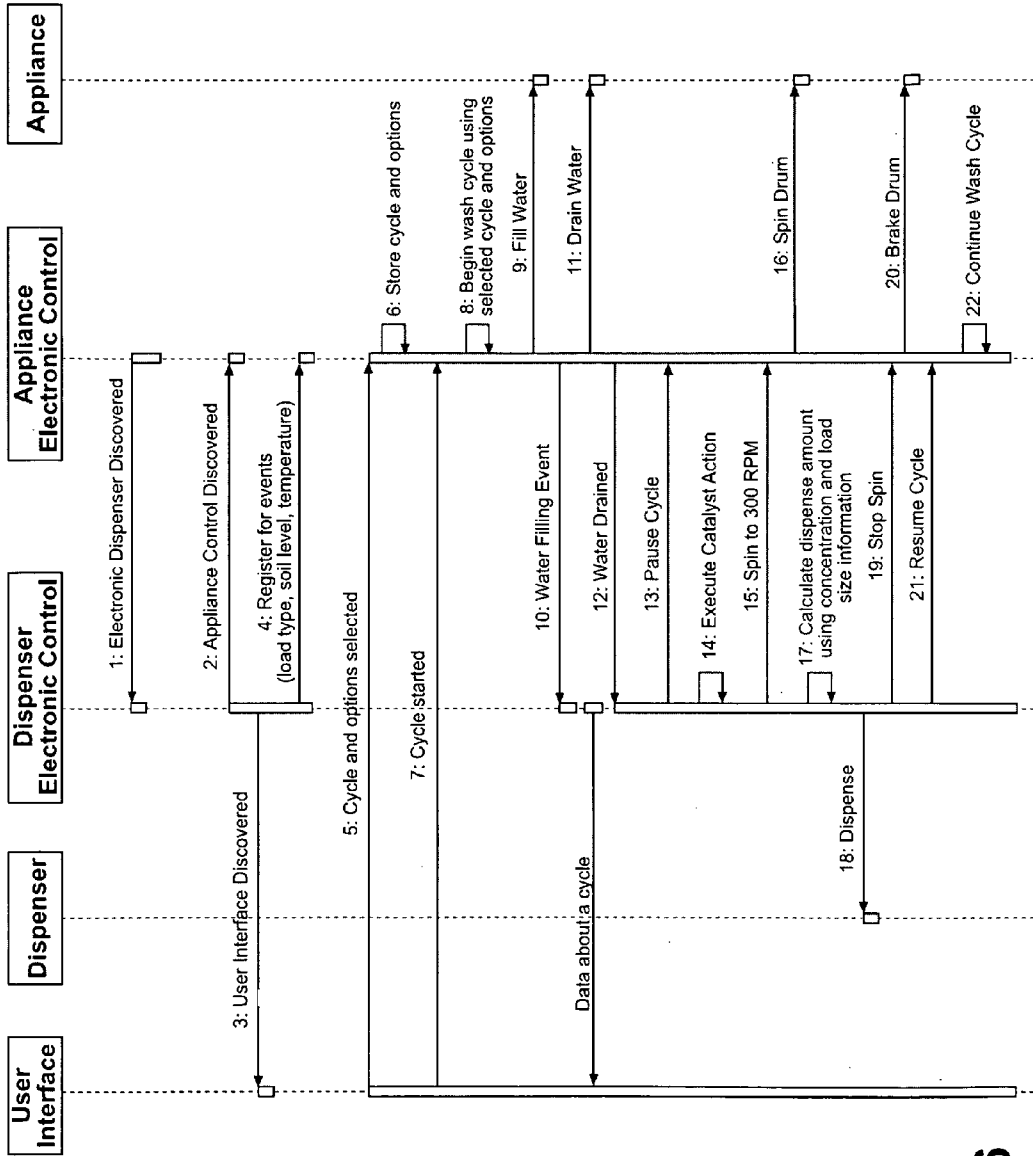 User
Interface
Dispenser
Dispenser
Electronic Control
Appliance
Electronic Control
Appliance
1: Electronic Dispenser Discovered
2: Appliance Control Discovered
3: User Interface Discovered
4: Register for events
(load type, soil level, temperature)
5: Cycle and options selected
6: Store cycle and options
7: Cycle started
8: Begin wash cycle using
selected cycle and options
9: Fill Water
10: Water Filling Event
11: Drain Water
Data about a cycle
12: Water Drained
13: Pause Cycle
14: Execute Catalyst Action
15: Spin to 300 RPM
16: Spin Drum
17: Calculate dispense amount
using concentration and load
size information
18: Dispense
19: Stop Spin
20: Brake Drum
21: Resume Cycle
22: Continue Wash Cycle